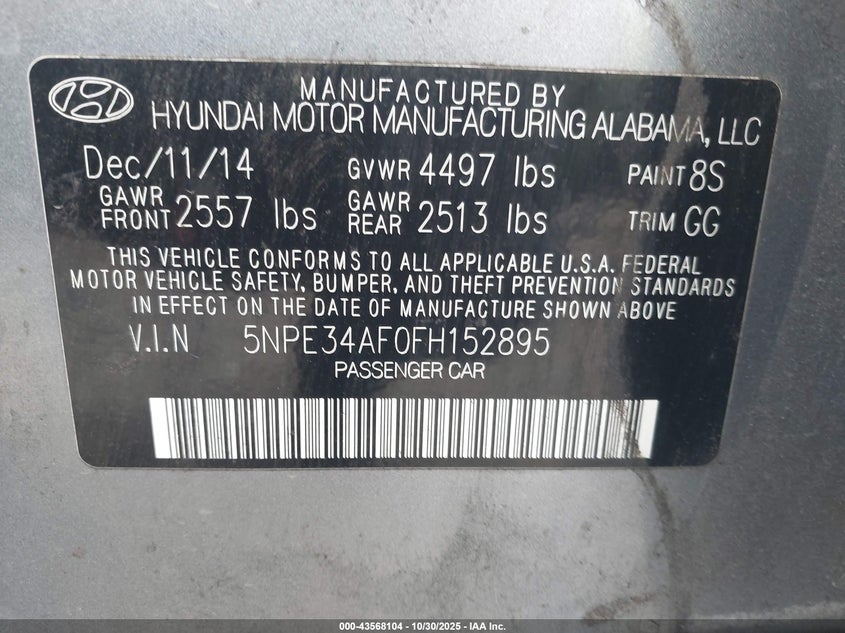 MANUFACTURED BY
HYUNDAI MOTOR MANUFACTURING ALABAMA, LLC
Dec/11/14 GVWR 4497 lbs PAINT 8S
GAWR FRONT 2557 lbs GAWR REAR 2513 lbs TRIM GG
THIS VEHICLE CONFORMS TO ALL APPLICABLE U.S.A. FEDERAL
MOTOR VEHICLE SAFETY, BUMPER, AND THEFT PREVENTION STANDARDS
IN EFFECT ON THE DATE OF MANUFACTURE SHOWN ABOVE
V.I.N 5NPE34AF0FH152895
PASSENGER CAR
000-43568104 | 10/30/2025 - IAA Inc.